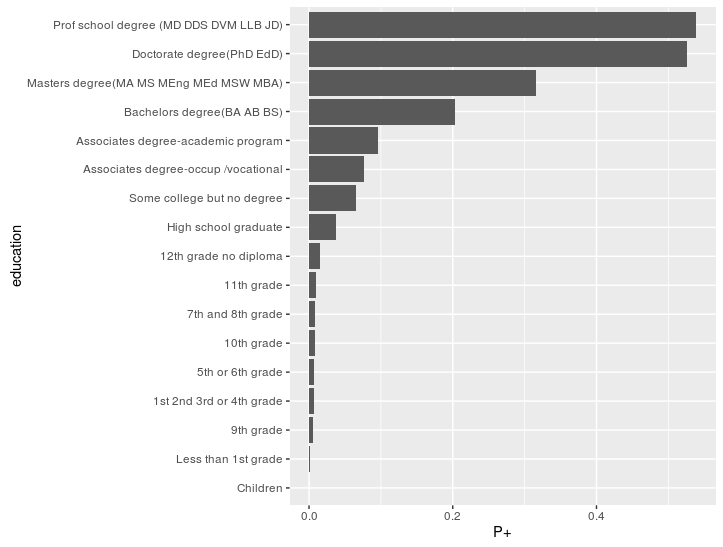 Prof school degree (MD DDS DVM LLB JD)
Doctorate degree(PhD EdD)
Masters degree(MA MS MEng MEd MSW MBA)
Bachelors degree(BA AB BS)
Associates degree-academic program
Associates degree-occup /vocational
Some college but no degree
High school graduate
12th grade no diploma
11th grade
7th and 8th grade
10th grade
5th or 6th grade
1st 2nd 3rd or 4th grade
9th grade
Less than 1st grade
Children
education
0.0 0.2 0.4
P+